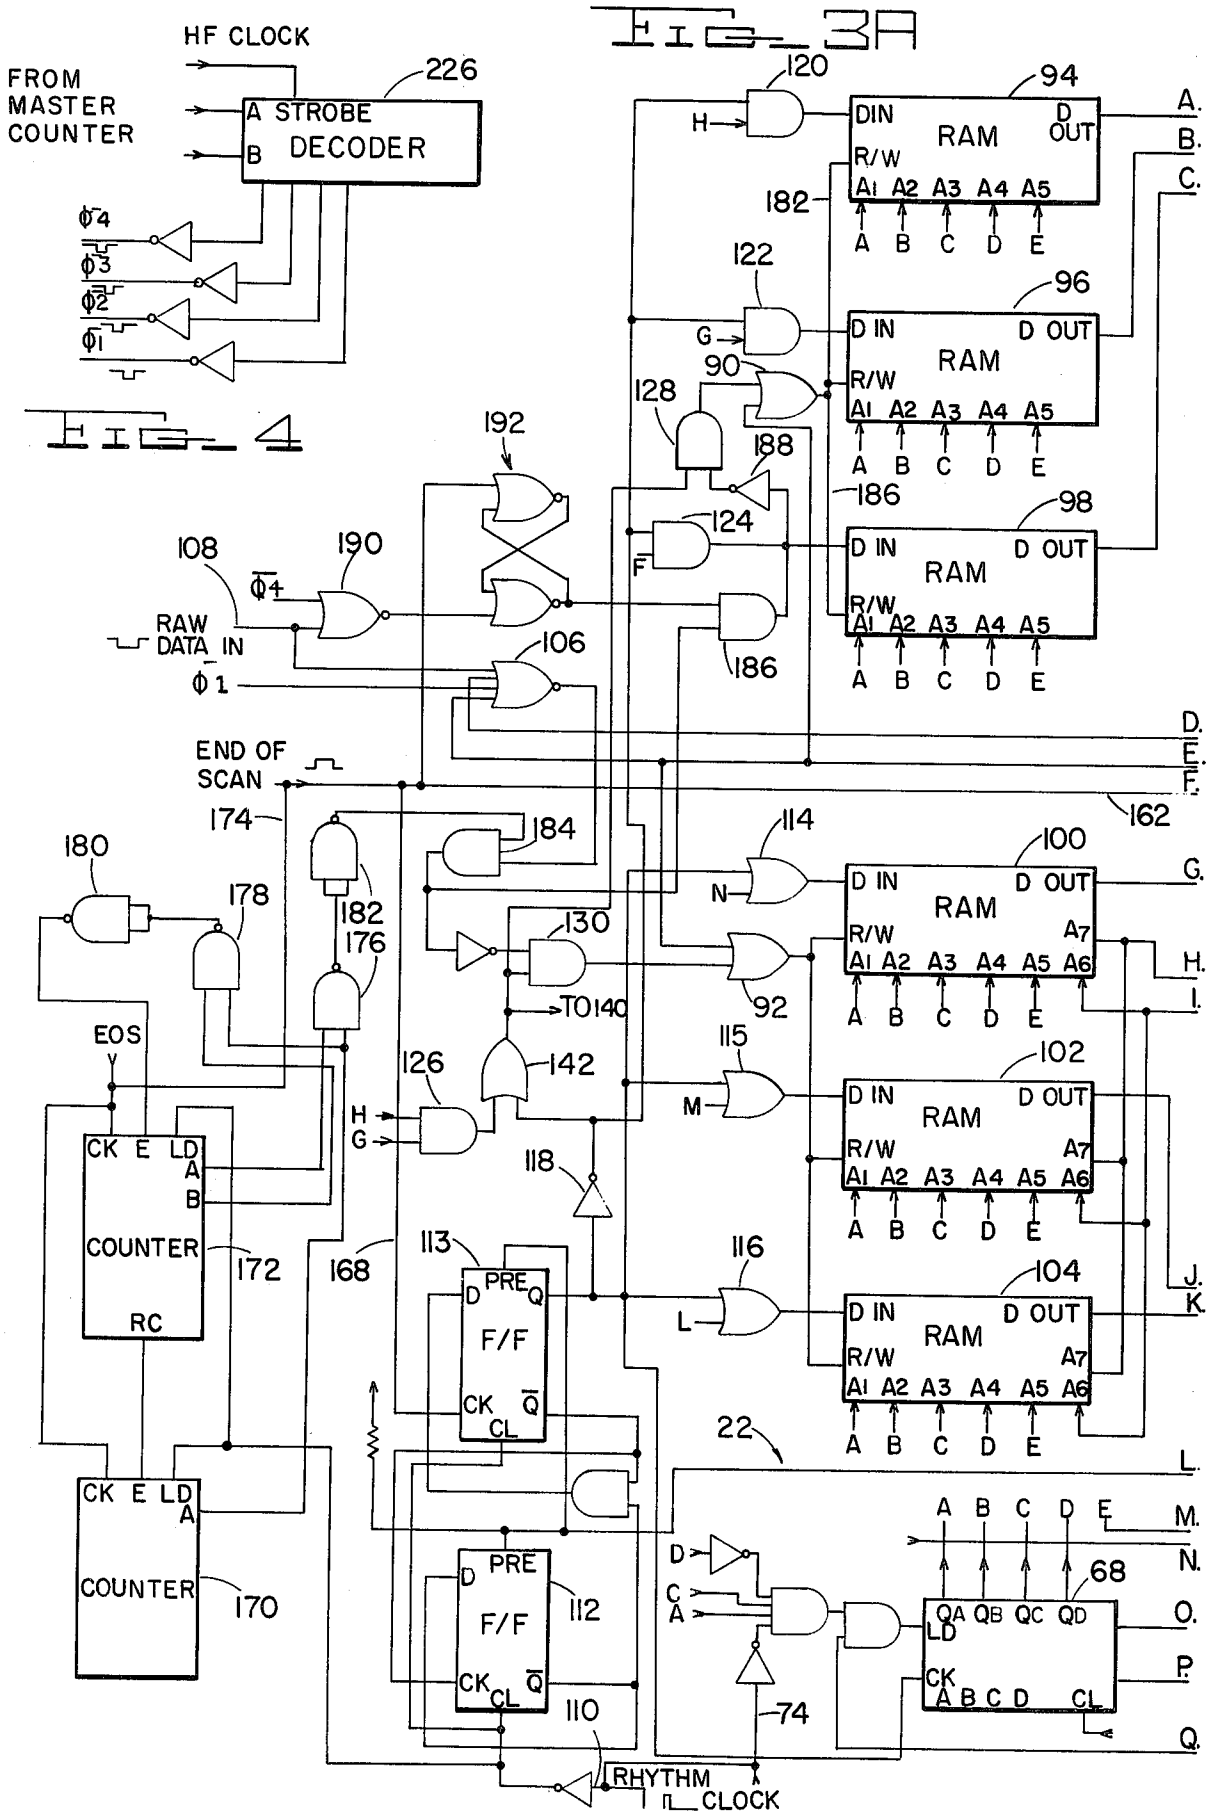 FIG_3A
HF CLOCK
226
FROM
MASTER
COUNTER
A STROBE
DECODER
B
φ4
φ3
φ2
φ1
FIG_4
120
H
94
DIN
D
OUT
RAM
R/W
A1 A2 A3 A4 A5
A B C D E
A.
B.
C.
182
122
G
96
D IN
D OUT
RAM
R/W
A1 A2 A3 A4 A5
A B C D E
90
128
188
186
124
F
98
D IN
D OUT
RAM
R/W
A1 A2 A3 A4 A5
A B C D E
192
108
190
φ4
RAW
DATA IN
106
φ1
186
D.
E.
F.
END OF
SCAN
174
162
180
178
182
176
184
130
TO140
142
126
H
G
114
N
92
100
D IN
D OUT
RAM
R/W
A7
A1 A2 A3 A4 A5 A6
A B C D E
G.
H.
I.
115
M
102
D IN
D OUT
RAM
R/W
A7
A1 A2 A3 A4 A5 A6
A B C D E
J.
K.
116
L
104
D IN
D OUT
RAM
R/W
A7
A1 A2 A3 A4 A5 A6
A B C D E
EOS
CK E LD
A
B
COUNTER
172
RC
168
118
113
PRE
D Q
F/F
CK Q̅
CL
CK E LD
A
COUNTER
170
PRE
D
F/F
112
CK Q̅
CL
110
RHYTHM
CLOCK
22
L.
A B C D E
M.
N.
D
C
A
74
68
QA QB QC QD
LD
CK
A B C D CL
O.
P.
Q.